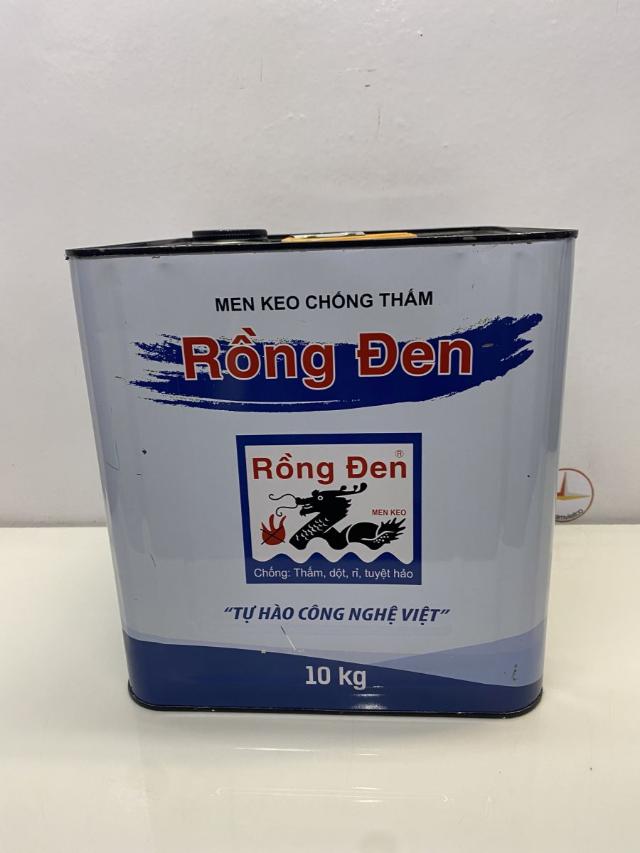 MEN KEO CHỐNG THẤM
Rồng Đen
Rồng Đen ®
MEN KEO
Chống: Thấm, dột, rỉ, tuyệt hảo
"TỰ HÀO CÔNG NGHỆ VIỆT"
10 kg